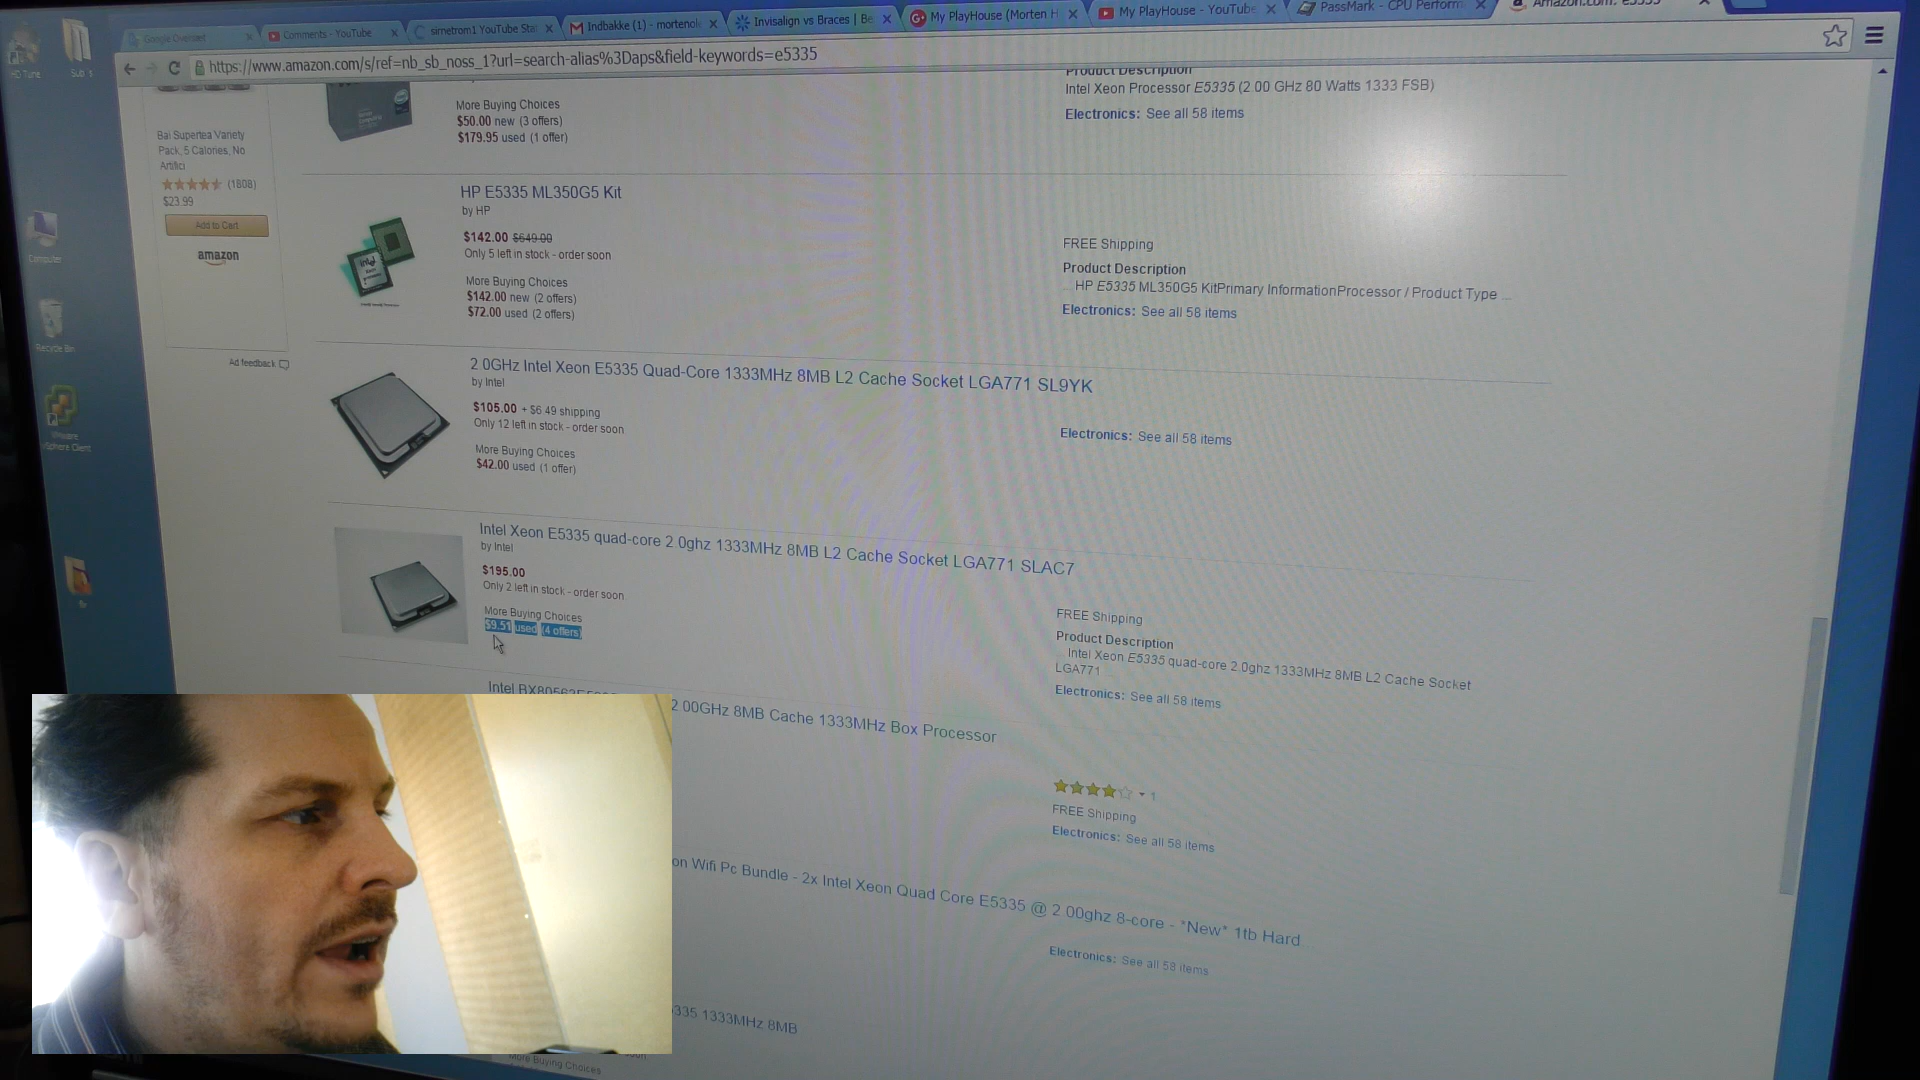 Google Oversæt
Comments - YouTube
simetrom1 YouTube Sta
Indbakke (1) - mortenol
Invisalign vs Braces | Be
My PlayHouse (Morten H
My PlayHouse - YouTube
PassMark - CPU Perform
Amazon.com: e5335
https://www.amazon.com/s/ref=nb_sb_noss_1?url=search-alias%3Daps&field-keywords=e5335
HD Tune
Computer
Recycle Bin
VMware
vSphere Client
Bai Supertea Variety
Pack, 5 Calories, No
Artifici
(1808)
$23.99
Add to Cart
amazon
Ad feedback
More Buying Choices
$50.00 new (3 offers)
$179.95 used (1 offer)
Product Description
Intel Xeon Processor E5335 (2.00 GHz 80 Watts 1333 FSB)
Electronics: See all 58 items
HP E5335 ML350G5 Kit
by HP
$142.00 $649.00
Only 5 left in stock - order soon
More Buying Choices
$142.00 new (2 offers)
$72.00 used (2 offers)
FREE Shipping
Product Description
... HP E5335 ML350G5 KitPrimary InformationProcessor / Product Type ...
Electronics: See all 58 items
2.0GHz Intel Xeon E5335 Quad-Core 1333MHz 8MB L2 Cache Socket LGA771 SL9YK
by Intel
$105.00 + $6.49 shipping
Only 12 left in stock - order soon
More Buying Choices
$42.00 used (1 offer)
Electronics: See all 58 items
Intel Xeon E5335 quad-core 2.0ghz 1333MHz 8MB L2 Cache Socket LGA771 SLAC7
by Intel
$195.00
Only 2 left in stock - order soon.
More Buying Choices
$9.51 used (4 offers)
FREE Shipping
Product Description
... Intel Xeon E5335 quad-core 2.0ghz 1333MHz 8MB L2 Cache Socket
LGA771 ...
Electronics: See all 58 items
Intel 2.00GHz 8MB Cache 1333MHz Box Processor
1
FREE Shipping
Electronics: See all 58 items
on Wifi Pc Bundle - 2x Intel Xeon Quad Core E5335 @ 2.00ghz 8-core - *New* 1tb Hard...
Electronics: See all 58 items
335 1333MHz 8MB
More Buying Choices